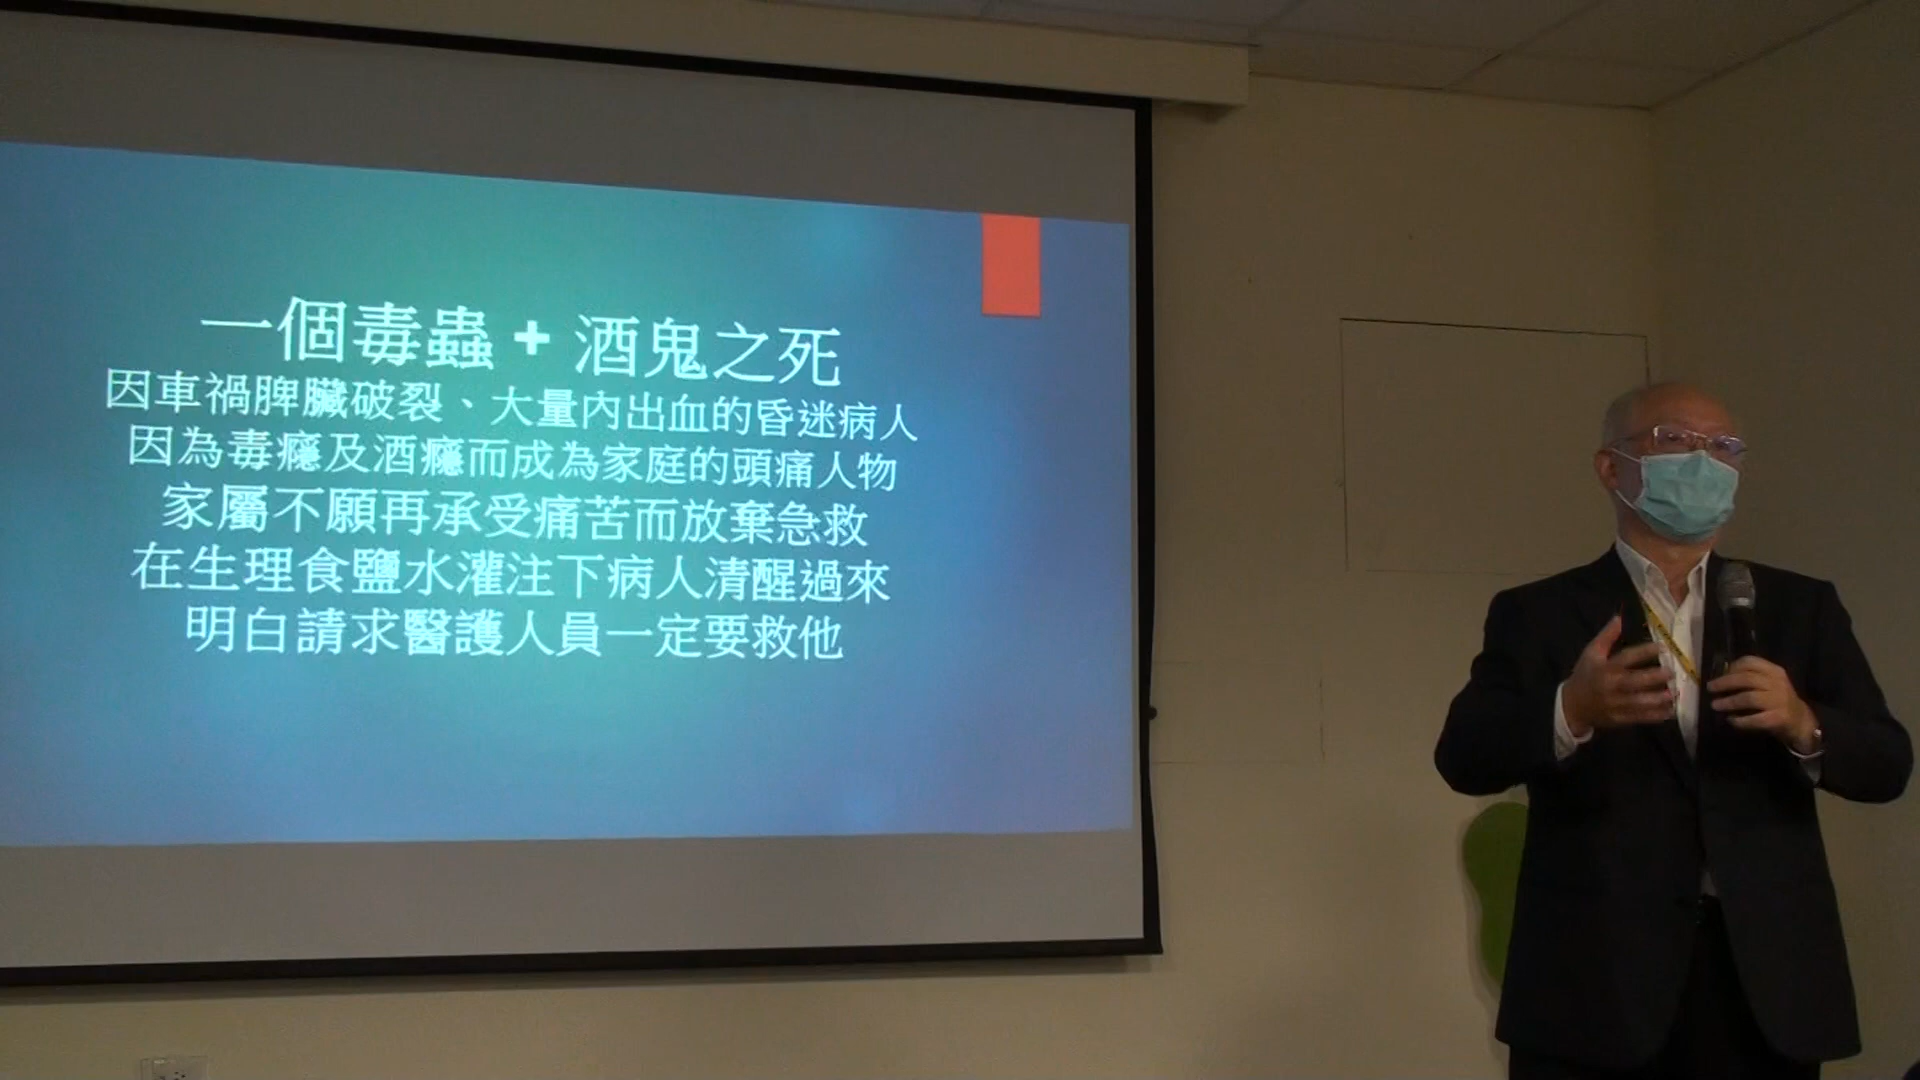 一個毒蟲 + 酒鬼之死
因車禍脾臟破裂、大量內出血的昏迷病人
因為毒癮及酒癮而成為家庭的頭痛人物
家屬不願再承受痛苦而放棄急救
在生理食鹽水灌注下病人清醒過來
明白請求醫護人員一定要救他